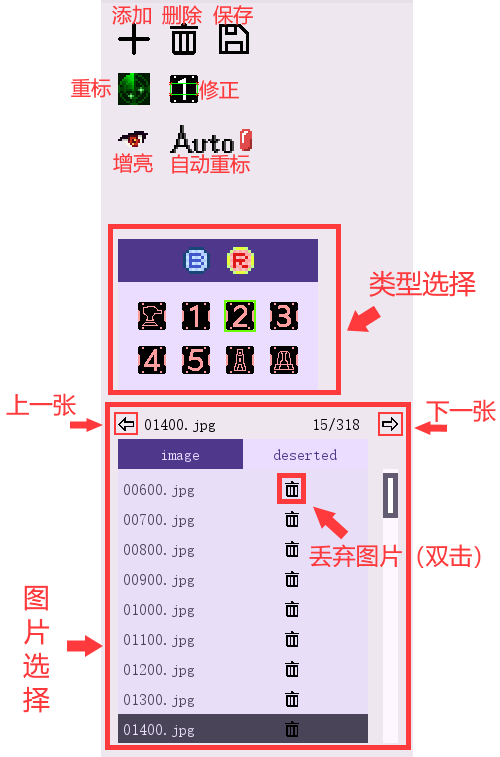 添加 删除 保存
重标
1
修正
增亮
Auto
自动重标
B R
类型选择
1 2 3
4 5
上一张
下一张
01400.jpg 15/318
image deserted
00600.jpg
00700.jpg
丢弃图片（双击）
00800.jpg
00900.jpg
01000.jpg
01100.jpg
01200.jpg
01300.jpg
01400.jpg
图片选择